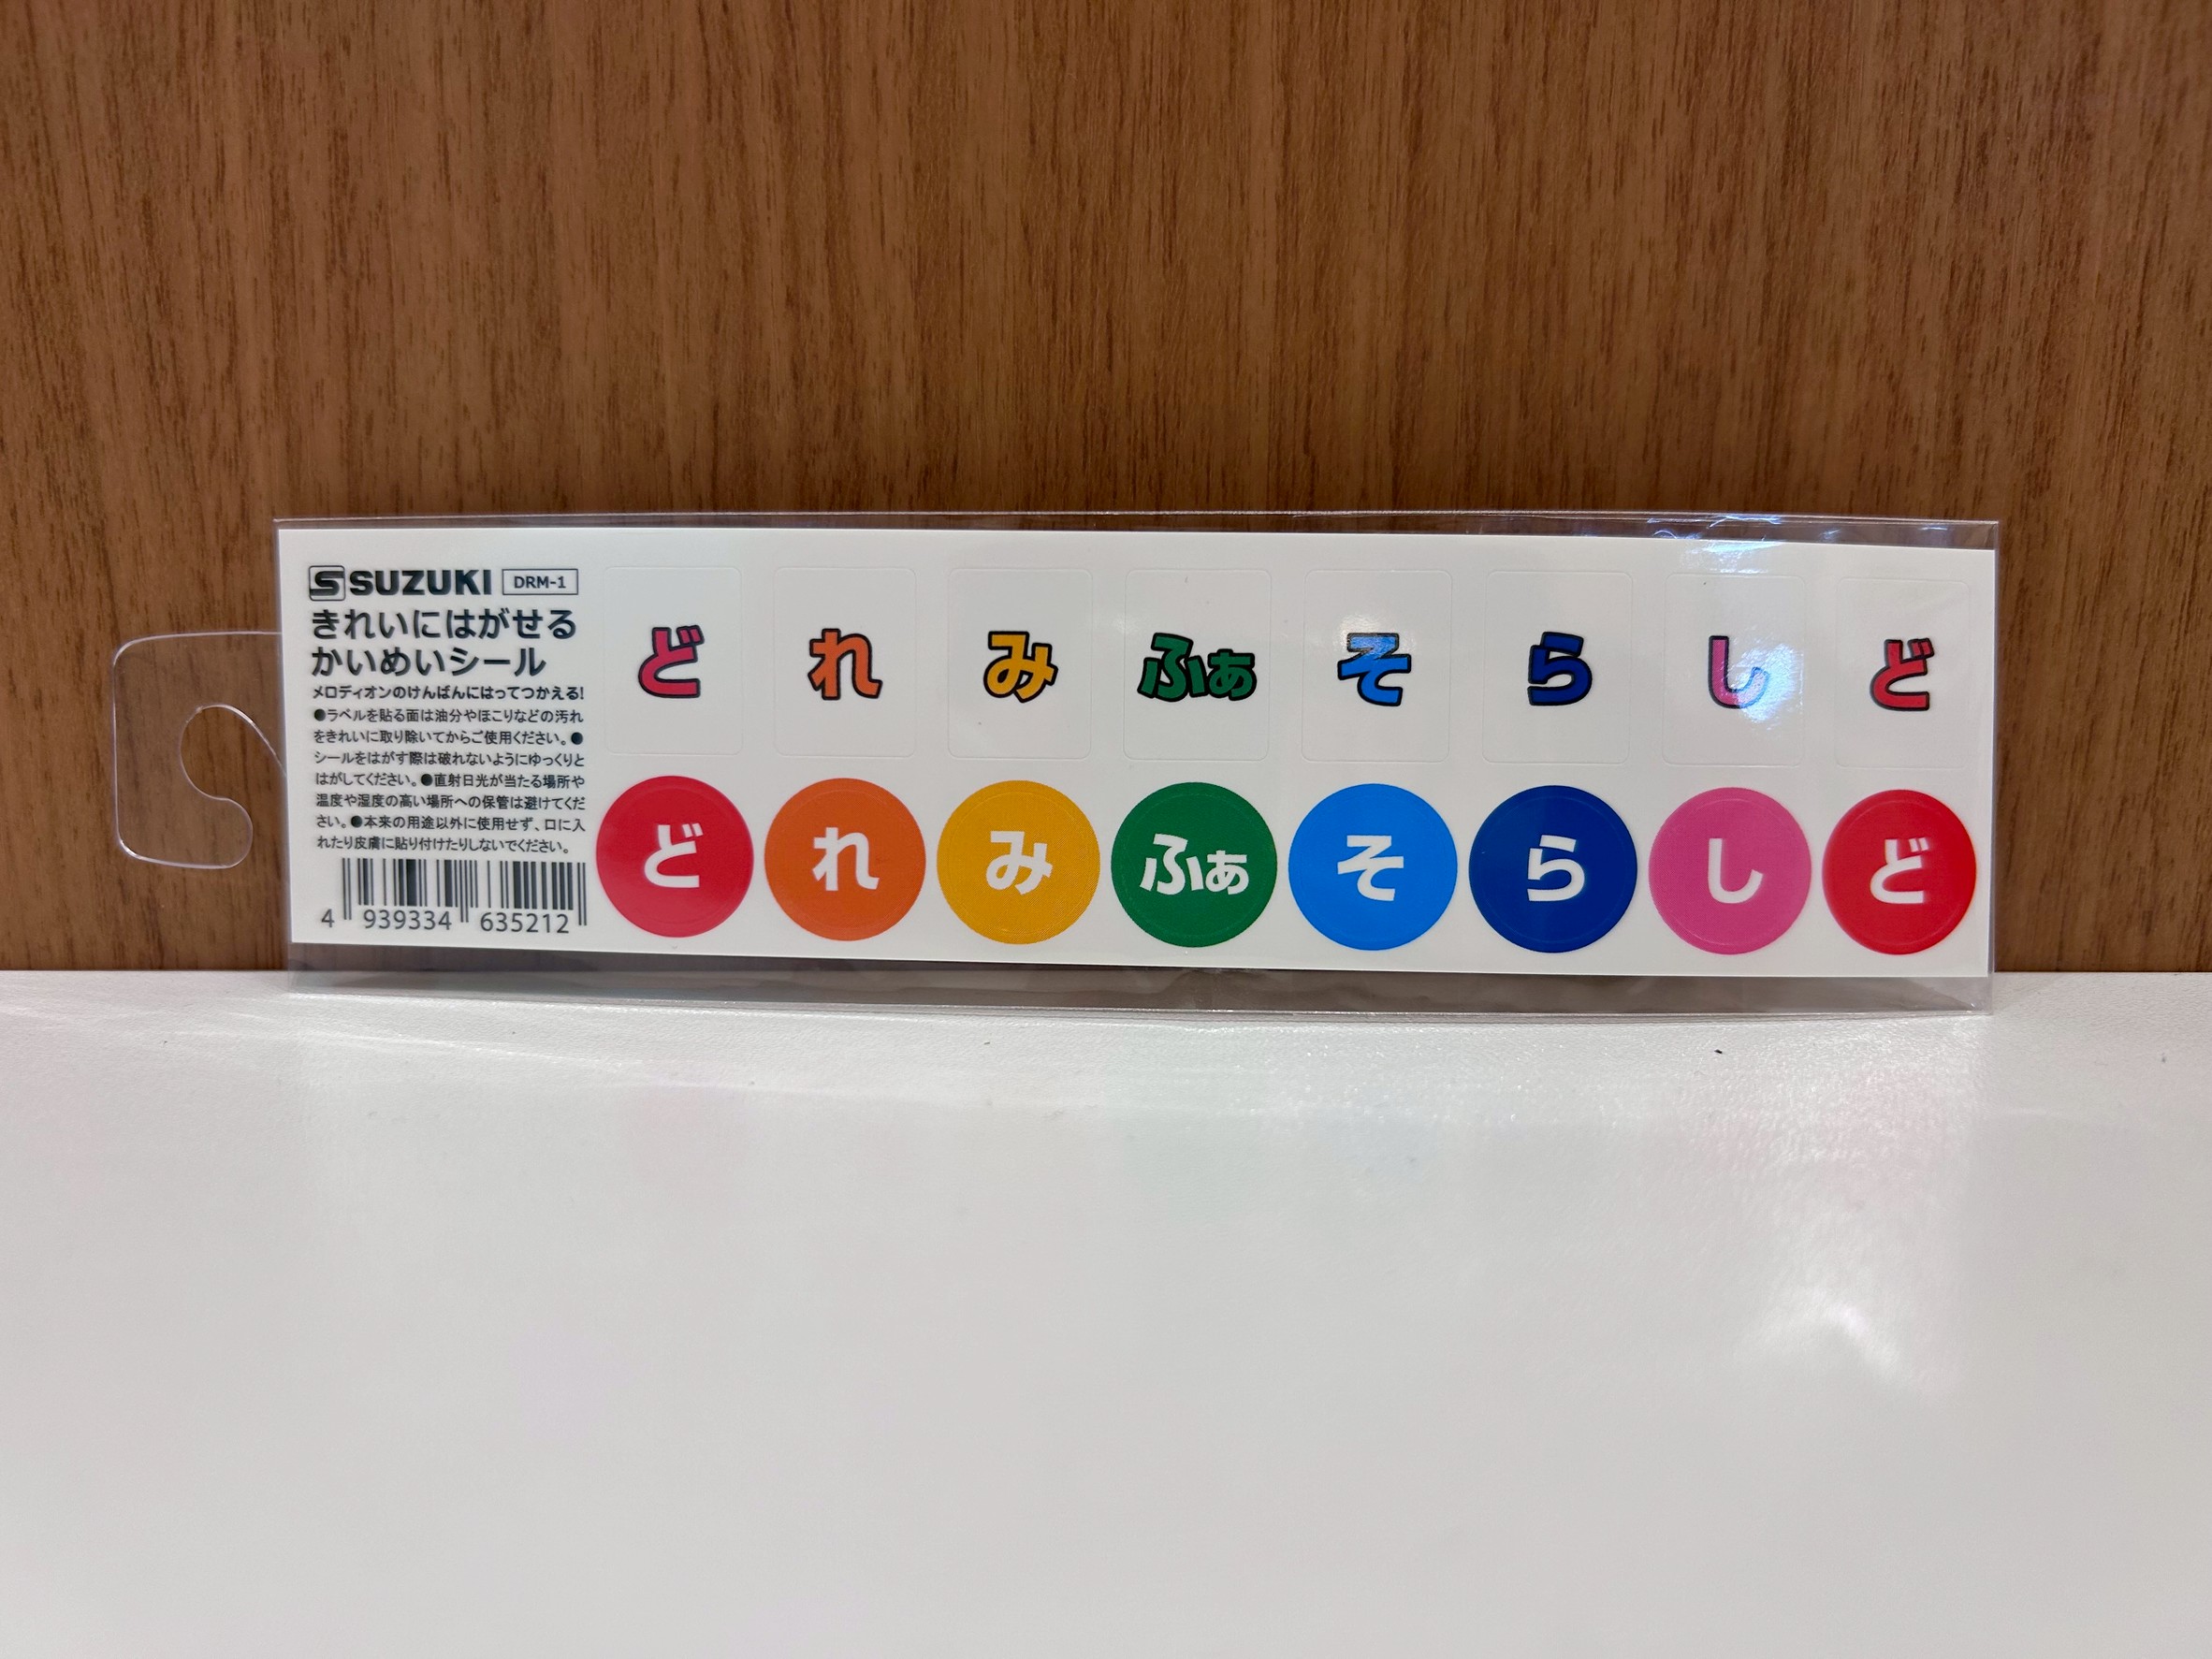 SUZUKI DRM-1
きれいにはがせる
かいめいシール
メロディオンのけんばんにはってつかえる!
●ラベルを貼る面は油分やほこりなどの汚れ
をきれいに取り除いてからご使用ください。●
シールをはがす際は破れないようにゆっくりと
はがしてください。●直射日光が当たる場所や
温度や湿度の高い場所への保管は避けてくだ
さい。●本来の用途以外に使用せず、口に入
れたり皮膚に貼り付けたりしないでください。
4 939334 635212
ど れ み ふぁ そ ら し ど
ど れ み ふぁ そ ら し ど